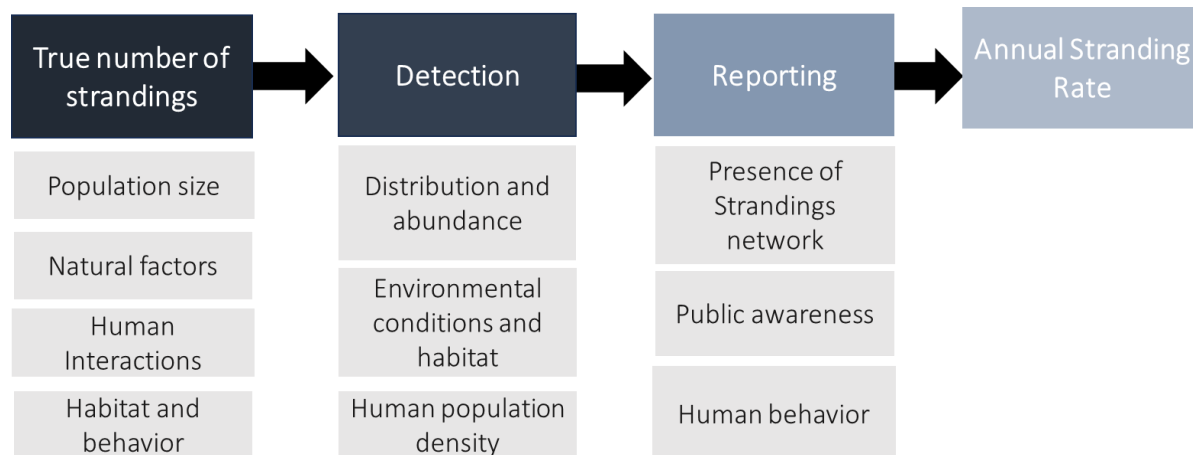 True number of
strandings
Detection
Reporting
Annual Stranding
Rate
Population size
Natural factors
Human
Interactions
Habitat and
behavior
Distribution and
abundance
Environmental
conditions and
habitat
Human population
density
Presence of
Strandings
network
Public awareness
Human behavior